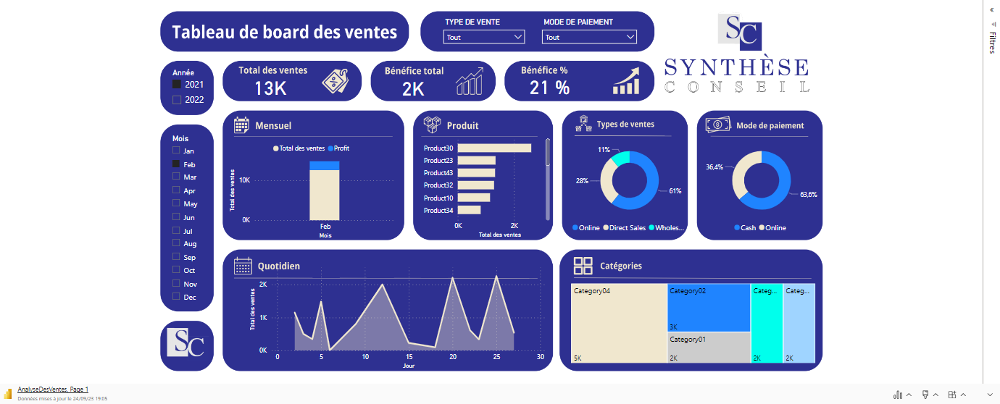 Tableau de board des ventes
TYPE DE VENTE
Tout
MODE DE PAIEMENT
Tout
SC
SYNTHÈSE
CONSEIL
Filtres
Année
2021
2022
Total des ventes
13K
Bénéfice total
2K
Bénéfice %
21 %
Mois
Jan
Feb
Mar
Apr
May
Jun
Jul
Aug
Sep
Oct
Nov
Dec
Mensuel
Total des ventes Profit
Total des ventes
10K
0K
Feb
Mois
Produit
Product30
Product23
Product43
Product32
Product10
Product34
0K 2K
Total des ventes
Types de ventes
11%
28%
61%
Online Direct Sales Wholes...
Mode de paiement
36,4%
63,6%
Cash Online
Quotidien
Total des ventes
2K
1K
0K
0 5 10 15 20 25 30
Jour
Catégories
Category04
5K
Category02
3K
Category01
2K
Categ...
2K
Categ...
2K
SC
AnalyseDesVentes, Page 1
Données mises à jour le 24/09/23 19:05